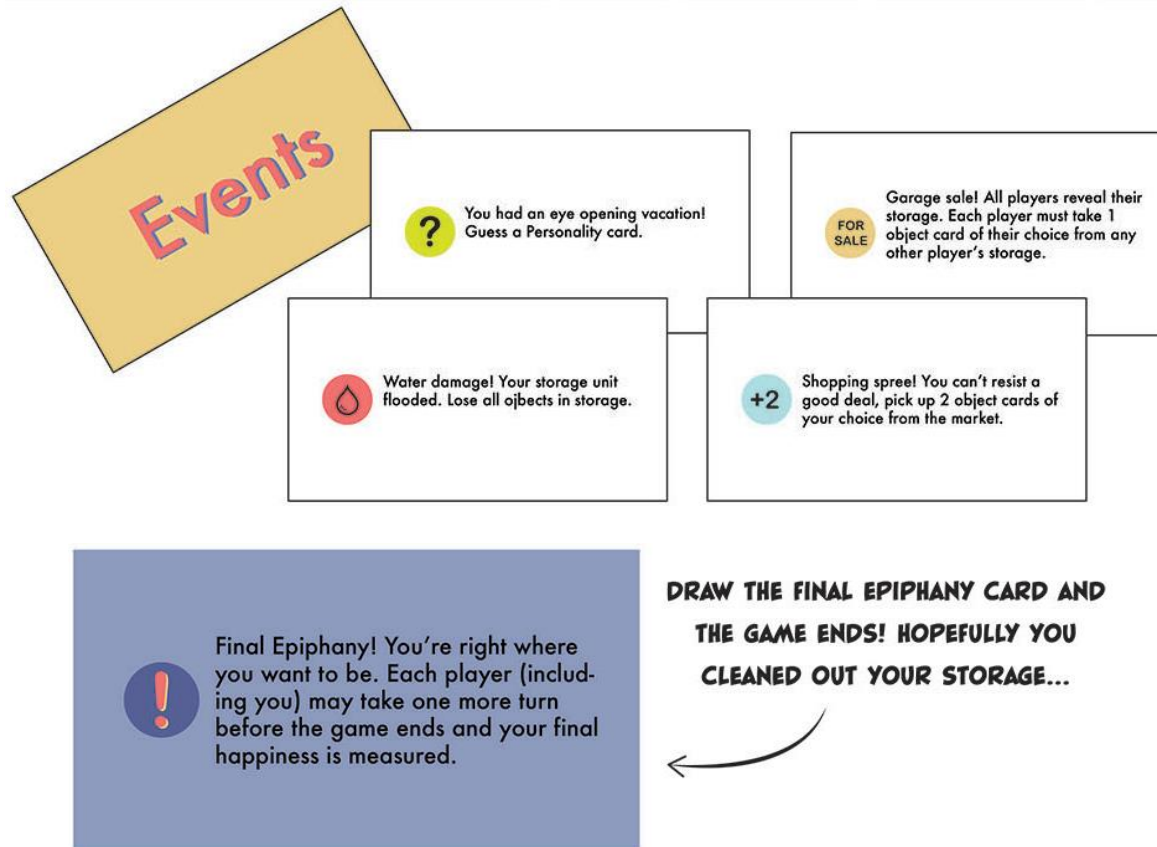 Events
?
You had an eye opening vacation!
Guess a Personality card.
FOR
SALE
Garage sale! All players reveal their
storage. Each player must take 1
object card of their choice from any
other player's storage.
Water damage! Your storage unit
flooded. Lose all ojbects in storage.
+2
Shopping spree! You can't resist a
good deal, pick up 2 object cards of
your choice from the market.
!
Final Epiphany! You're right where
you want to be. Each player (includ-
ing you) may take one more turn
before the game ends and your final
happiness is measured.
DRAW THE FINAL EPIPHANY CARD AND
THE GAME ENDS! HOPEFULLY YOU
CLEANED OUT YOUR STORAGE...